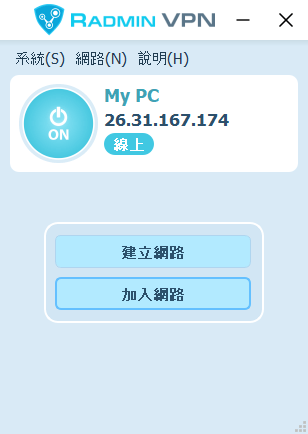 RADMIN VPN
系統(S) 網路(N) 說明(H)
My PC
26.31.167.174
ON
線上
建立網路
加入網路